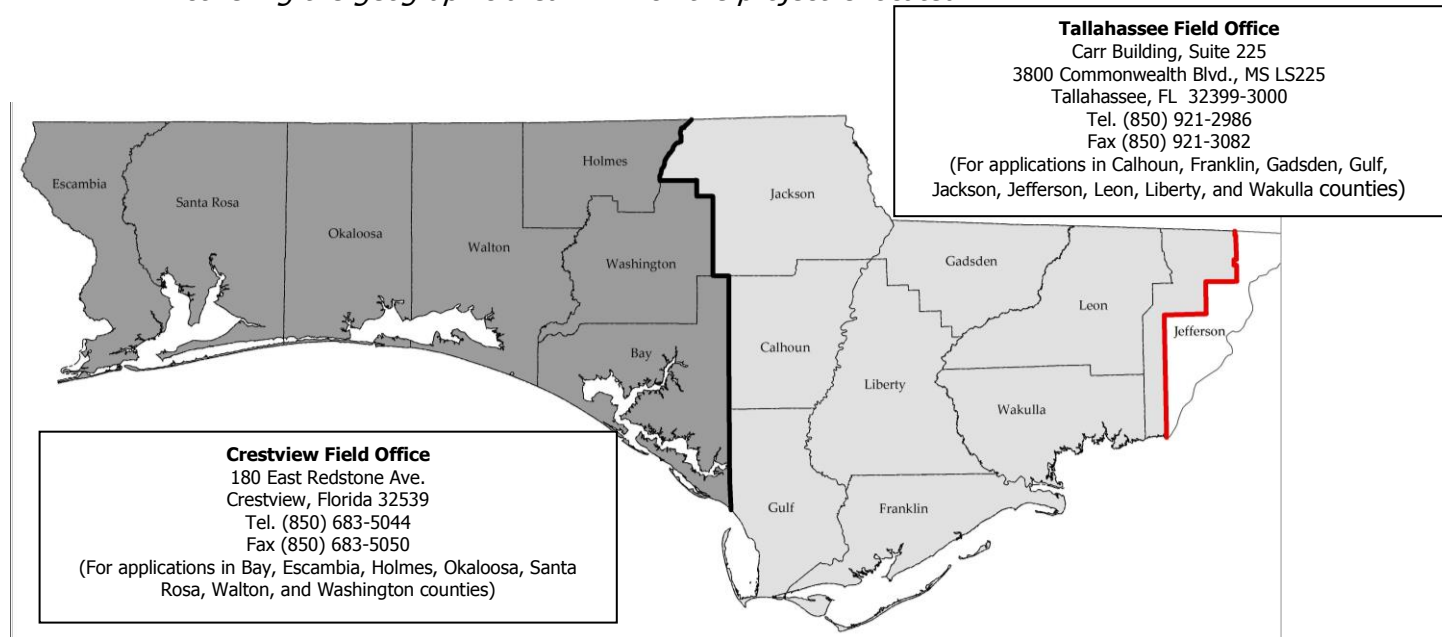 Tallahassee Field Office
Carr Building, Suite 225
3800 Commonwealth Blvd., MS LS225
Tallahassee, FL 32399-3000
Tel. (850) 921-2986
Fax (850) 921-3082
(For applications in Calhoun, Franklin, Gadsden, Gulf,
Jackson, Jefferson, Leon, Liberty, and Wakulla counties)
Escambia
Santa Rosa
Okaloosa
Walton
Holmes
Washington
Bay
Jackson
Calhoun
Gulf
Liberty
Franklin
Gadsden
Leon
Wakulla
Jefferson
Crestview Field Office
180 East Redstone Ave.
Crestview, Florida 32539
Tel. (850) 683-5044
Fax (850) 683-5050
(For applications in Bay, Escambia, Holmes, Okaloosa, Santa
Rosa, Walton, and Washington counties)